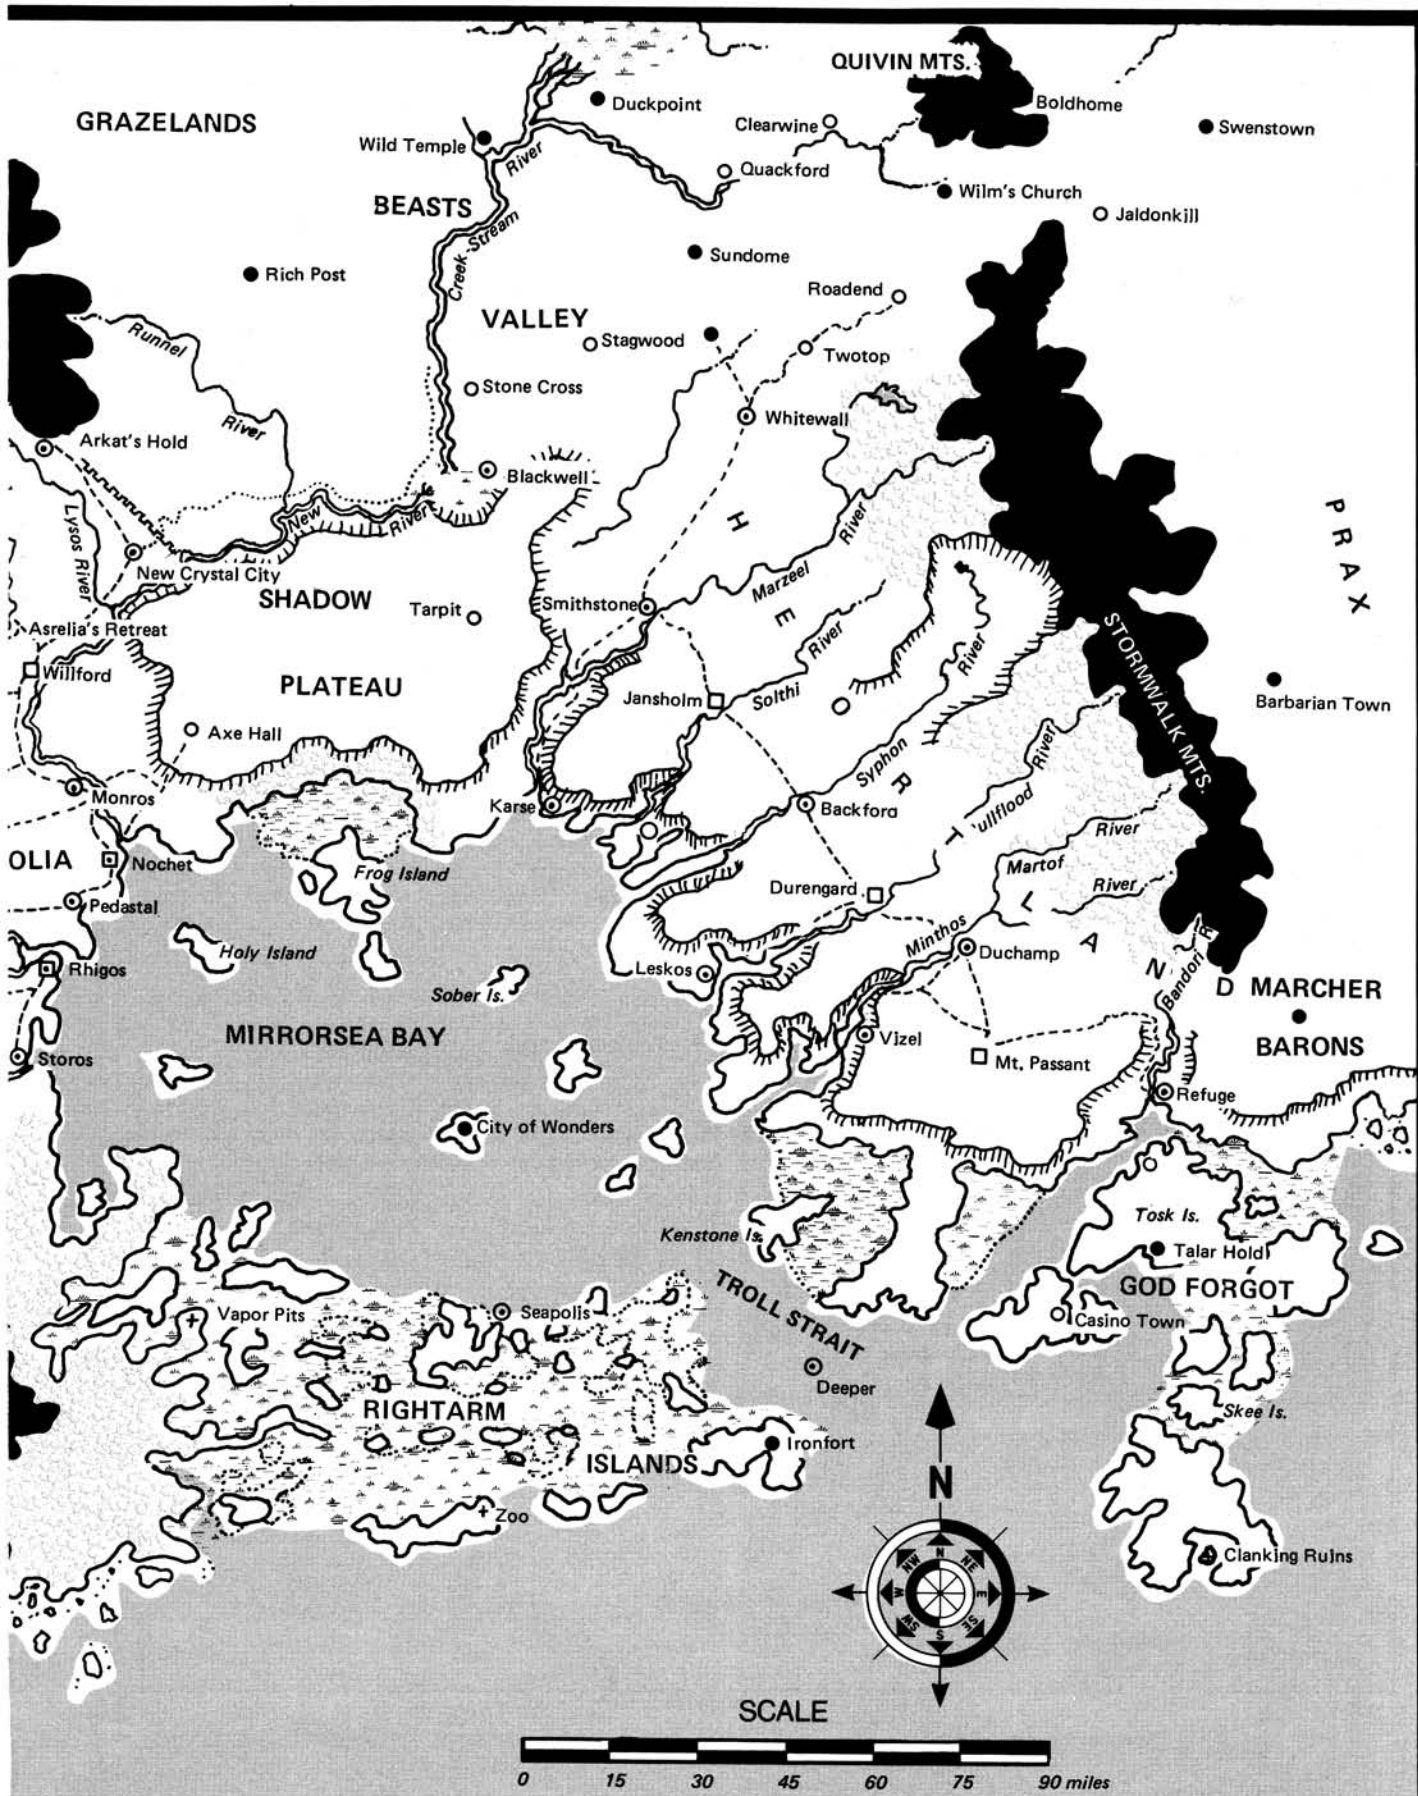 QUIVIN MTS.
GRAZELANDS
Duckpoint
Boldhome
Clearwine
Swenstown
Wild Temple
River
Quackford
Wilm's Church
BEASTS
Jaldonkill
Creek-Stream
Sundome
Rich Post
Roadend
VALLEY
Runnel
Stagwood
Twotop
Stone Cross
River
Whitewall
Arkat's Hold
Blackwell
PRAX
Lysos River
New River
HEORTLAND
River
New Crystal City
Marzeel
SHADOW
Tarpit
Smithstone
Asrelia's Retreat
River
River
STORMWALK MTS.
Willford
PLATEAU
Jansholm
Solthi
Barbarian Town
Axe Hall
Syphon
River
Monros
Karse
Backford
'ullflood
River
OLIA
Nochet
Frog Island
Martof
Durengard
River
Pedastal
Holy Island
Minthos
Duchamp
Rhigos
Leskos
Sober Is.
Bandori R
MARCHER
MIRRORSEA BAY
Vizel
BARONS
Storos
Mt. Passant
Refuge
City of Wonders
Tosk Is.
Kenstone Is.
Talar Hold
TROLL STRAIT
GOD FORGOT
Vapor Pits
Seapolis
Casino Town
Deeper
RIGHTARM
Skee Is.
Ironfort
ISLANDS
N
Zoo
Clanking Ruins
N
NE
E
SE
S
SW
W
NW
SCALE
0 15 30 45 60 75 90 miles